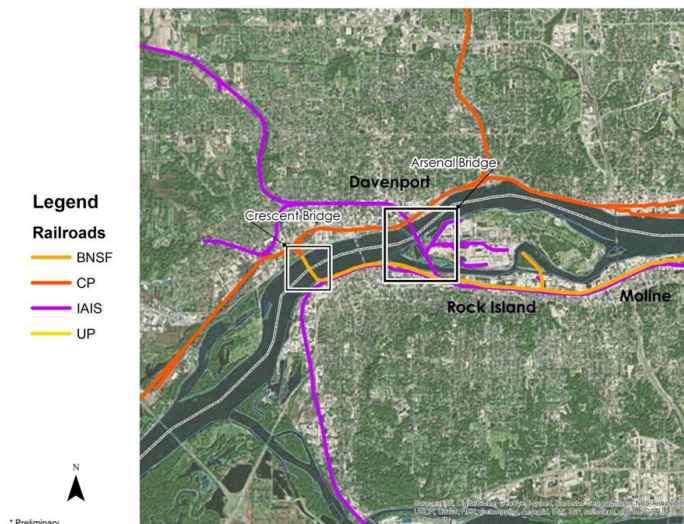 Arsenal Bridge
Davenport
Crescent Bridge
Legend
Railroads
BNSF
CP
IAIS
UP
Rock Island
Moline
N
* Preliminary